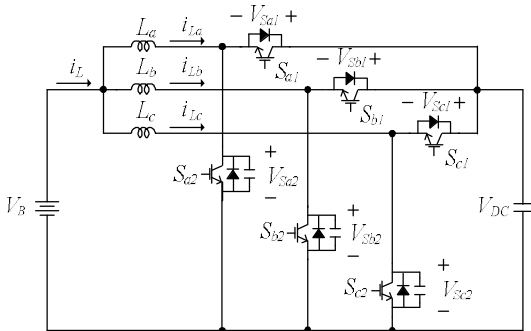 L_a i_La − V_Sa1 +
S_a1
i_L L_b i_Lb − V_Sb1 +
S_b1
L_c i_Lc − V_Sc1 +
S_c1
S_a2 + V_Sa2 −
V_B V_DC
S_b2 + V_Sb2 −
S_c2 + V_Sc2 −